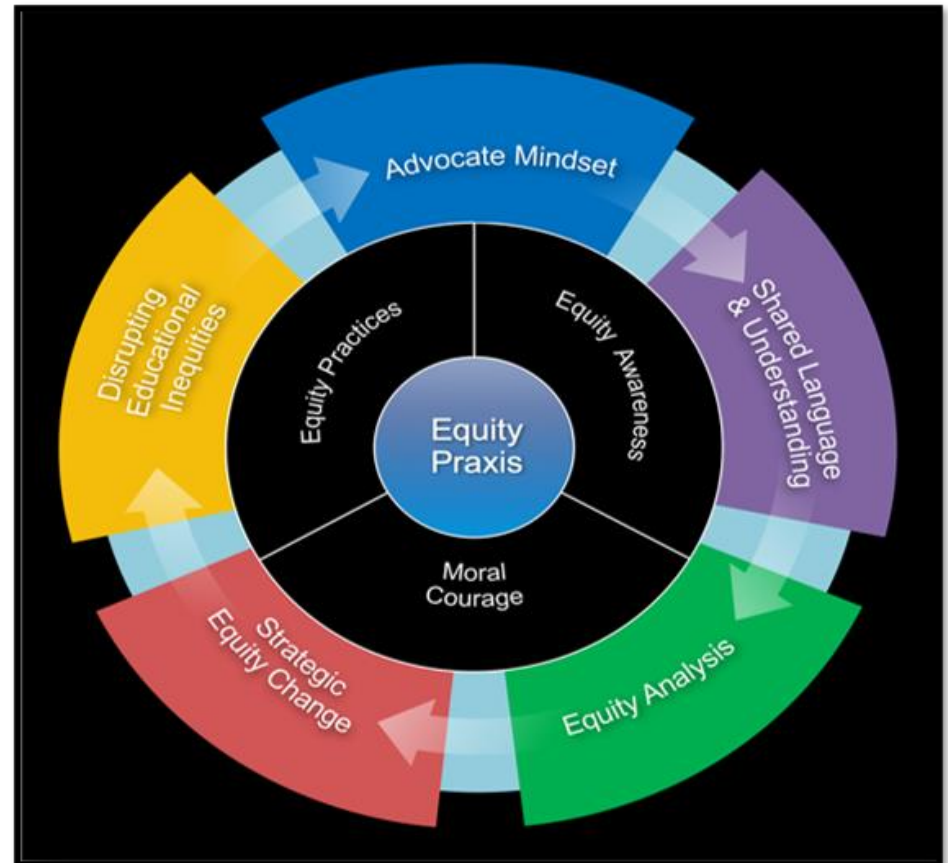 Advocate Mindset
Shared Language
& Understanding
Equity Analysis
Strategic
Equity Change
Disrupting
Educational
Inequities
Equity Practices
Equity Awareness
Moral
Courage
Equity
Praxis